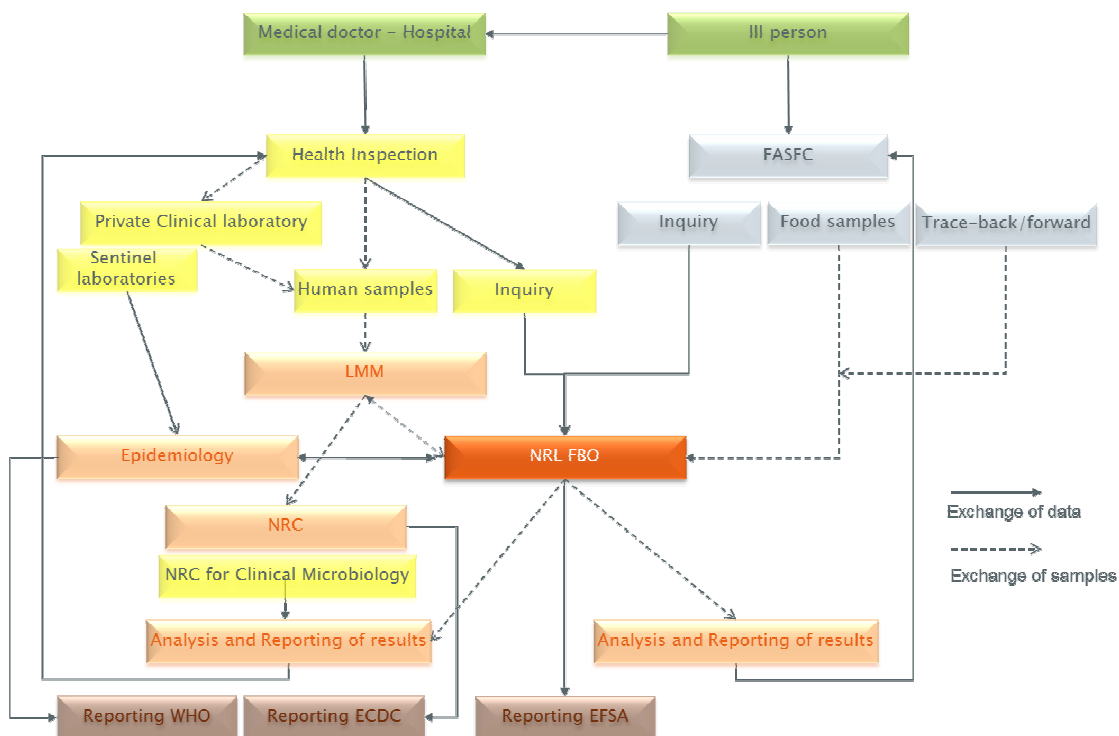 Medical doctor – Hospital
Ill person
Health Inspection
FASFC
Private Clinical laboratory
Inquiry
Food samples
Trace-back/forward
Sentinel
laboratories
Human samples
Inquiry
LMM
Epidemiology
NRL FBO
NRC
Exchange of data
NRC for Clinical Microbiology
Exchange of samples
Analysis and Reporting of results
Analysis and Reporting of results
Reporting WHO
Reporting ECDC
Reporting EFSA